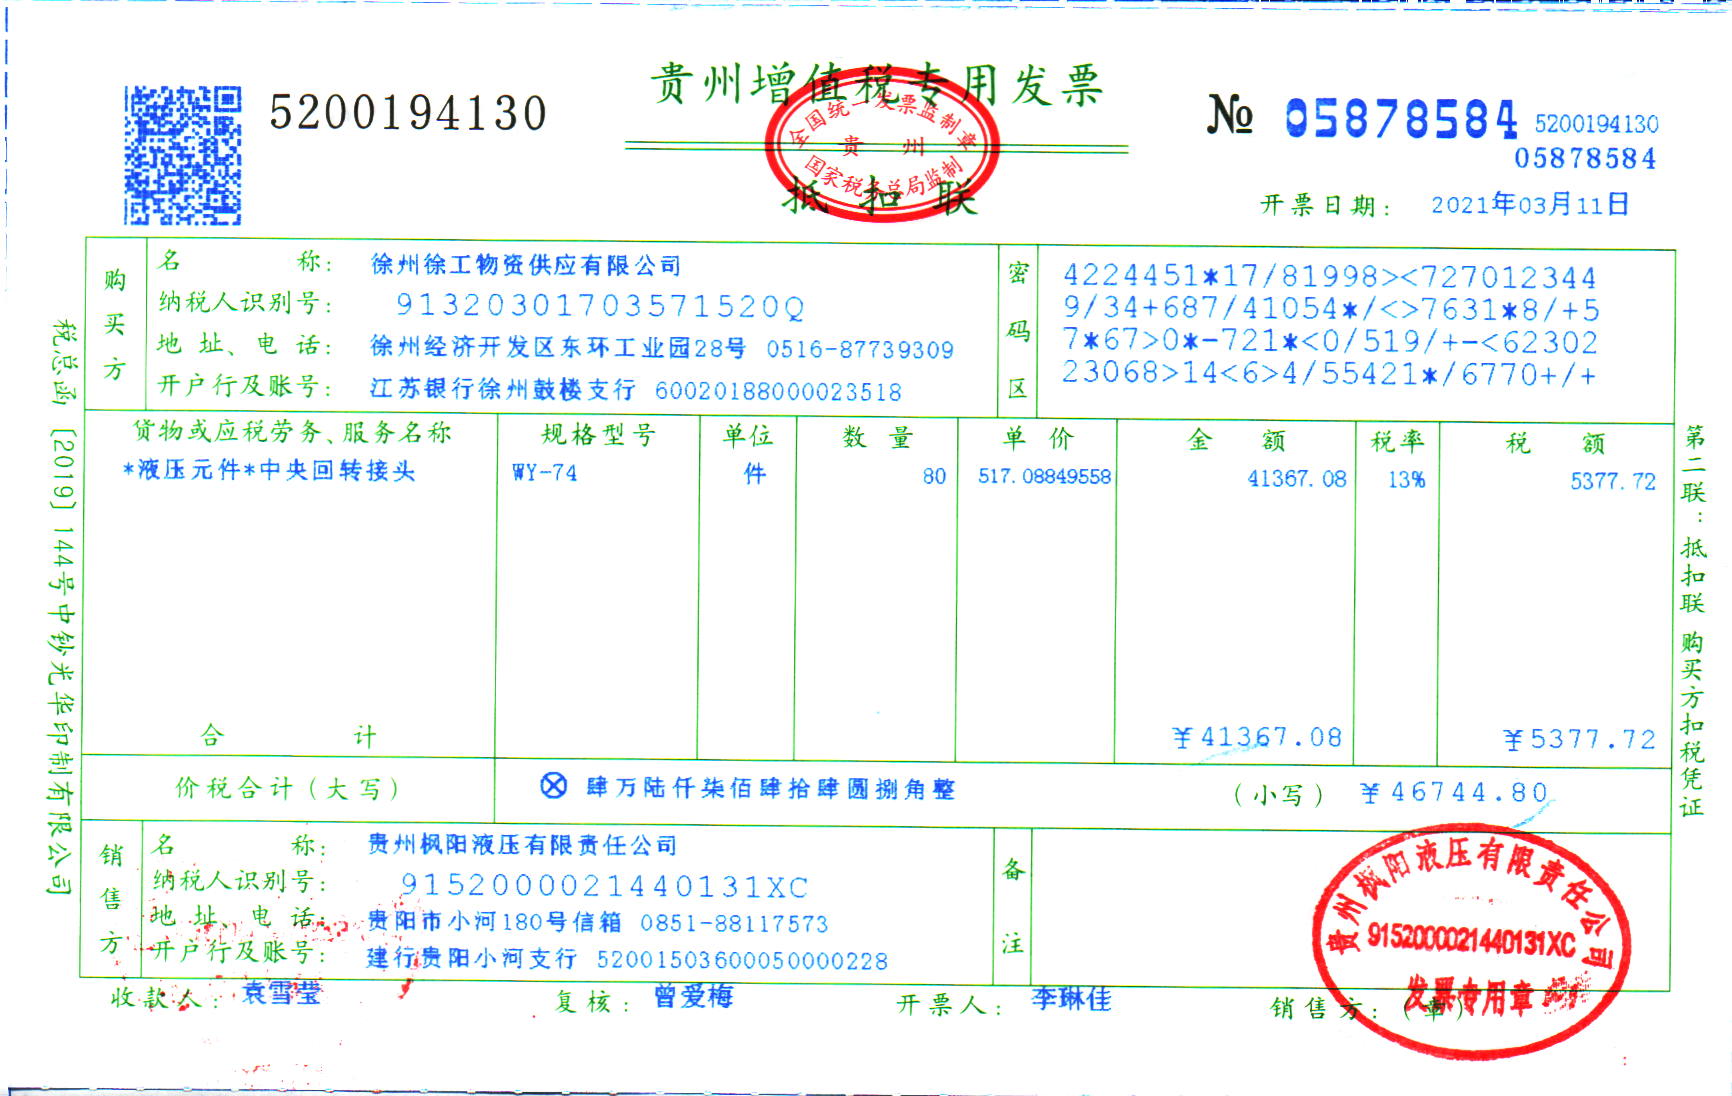 贵州增值税专用发票
5200194130
№ 05878584
5200194130
05878584
全国统一发票监制章
贵 州
国家税务总局监制
抵扣联
开票日期: 2021年03月11日
税总函〔2019〕144号中钞光华印制有限公司
购买方
名 称: 徐州徐工物资供应有限公司
纳税人识别号: 91320301703571520Q
地 址、电 话: 徐州经济开发区东环工业园28号 0516-87739309
开户行及账号: 江苏银行徐州鼓楼支行 60020188000023518
密码区
4224451*17/81998><727012344
9/34+687/41054*/<>7631*8/+5
7*67>0*-721*<0/519/+-<62302
23068>14<6>4/55421*/6770+/+
货物或应税劳务、服务名称 规格型号 单位 数 量 单 价 金 额 税率 税 额
*液压元件*中央回转接头 WY-74 件 80 517.08849558 41367.08 13% 5377.72
合 计 ¥41367.08 ¥5377.72
价税合计(大写) ⊗肆万陆仟柒佰肆拾肆圆捌角整 (小写) ¥46744.80
销售方
名 称: 贵州枫阳液压有限责任公司
纳税人识别号: 9152000021440131XC
地 址、电 话: 贵阳市小河180号信箱 0851-88117573
开户行及账号: 建行贵阳小河支行 52001503600050000228
备注
收款人: 袁雪莹 复核: 曾爱梅 开票人: 李琳佳 销售方:(章)
贵州枫阳液压有限责任公司
9152000021440131XC
发票专用章
第二联:抵扣联 购买方扣税凭证